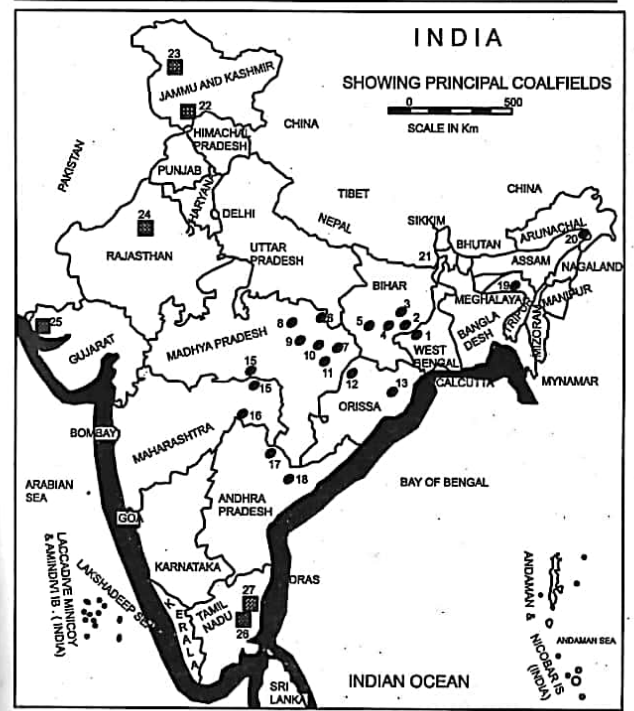 INDIA
SHOWING PRINCIPAL COALFIELDS
0 500
SCALE IN Km
23
JAMMU AND KASHMIR
22
HIMACHAL
PRADESH
CHINA
PUNJAB
PAKISTAN
HARYANA
DELHI
TIBET
NEPAL
CHINA
24
RAJASTHAN
UTTAR
PRADESH
SIKKIM
BHUTAN
ARUNACHAL
20
ASSAM
NAGALAND
21
BIHAR
19
MEGHALAYA
MANIPUR
25
GUJARAT
MADHYA PRADESH
8
6
9
10
7
11
5
4
3
2
1
WEST
BENGAL
BANGLA
DESH
TRIPUR
MIZORAM
CALCUTTA
MYNAMAR
15
15
12
13
ORISSA
16
BOMBAY
MAHARASHTRA
17
18
ARABIAN
SEA
ANDHRA
PRADESH
BAY OF BENGAL
GOA
KARNATAKA
DRAS
LACCADIVE MINICOY
& AMINDIVI IB. ( INDIA)
LAKSHADEEP SEA
KERALA
TAMIL
NADU
27
26
ANDAMAN &
NICOBAR IS
(INDIA)
ANDAMAN SEA
INDIAN OCEAN
SRI
LANKA